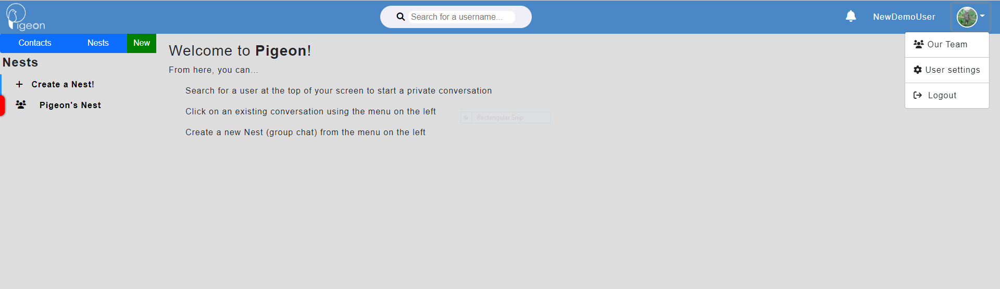 Pigeon
Search for a username...
NewDemoUser
Contacts
Nests
New
Nests
Create a Nest!
Pigeon's Nest
Welcome to Pigeon!
From here, you can...
Search for a user at the top of your screen to start a private conversation
Click on an existing conversation using the menu on the left
Create a new Nest (group chat) from the menu on the left
Rectangular Snip
Our Team
User settings
Logout